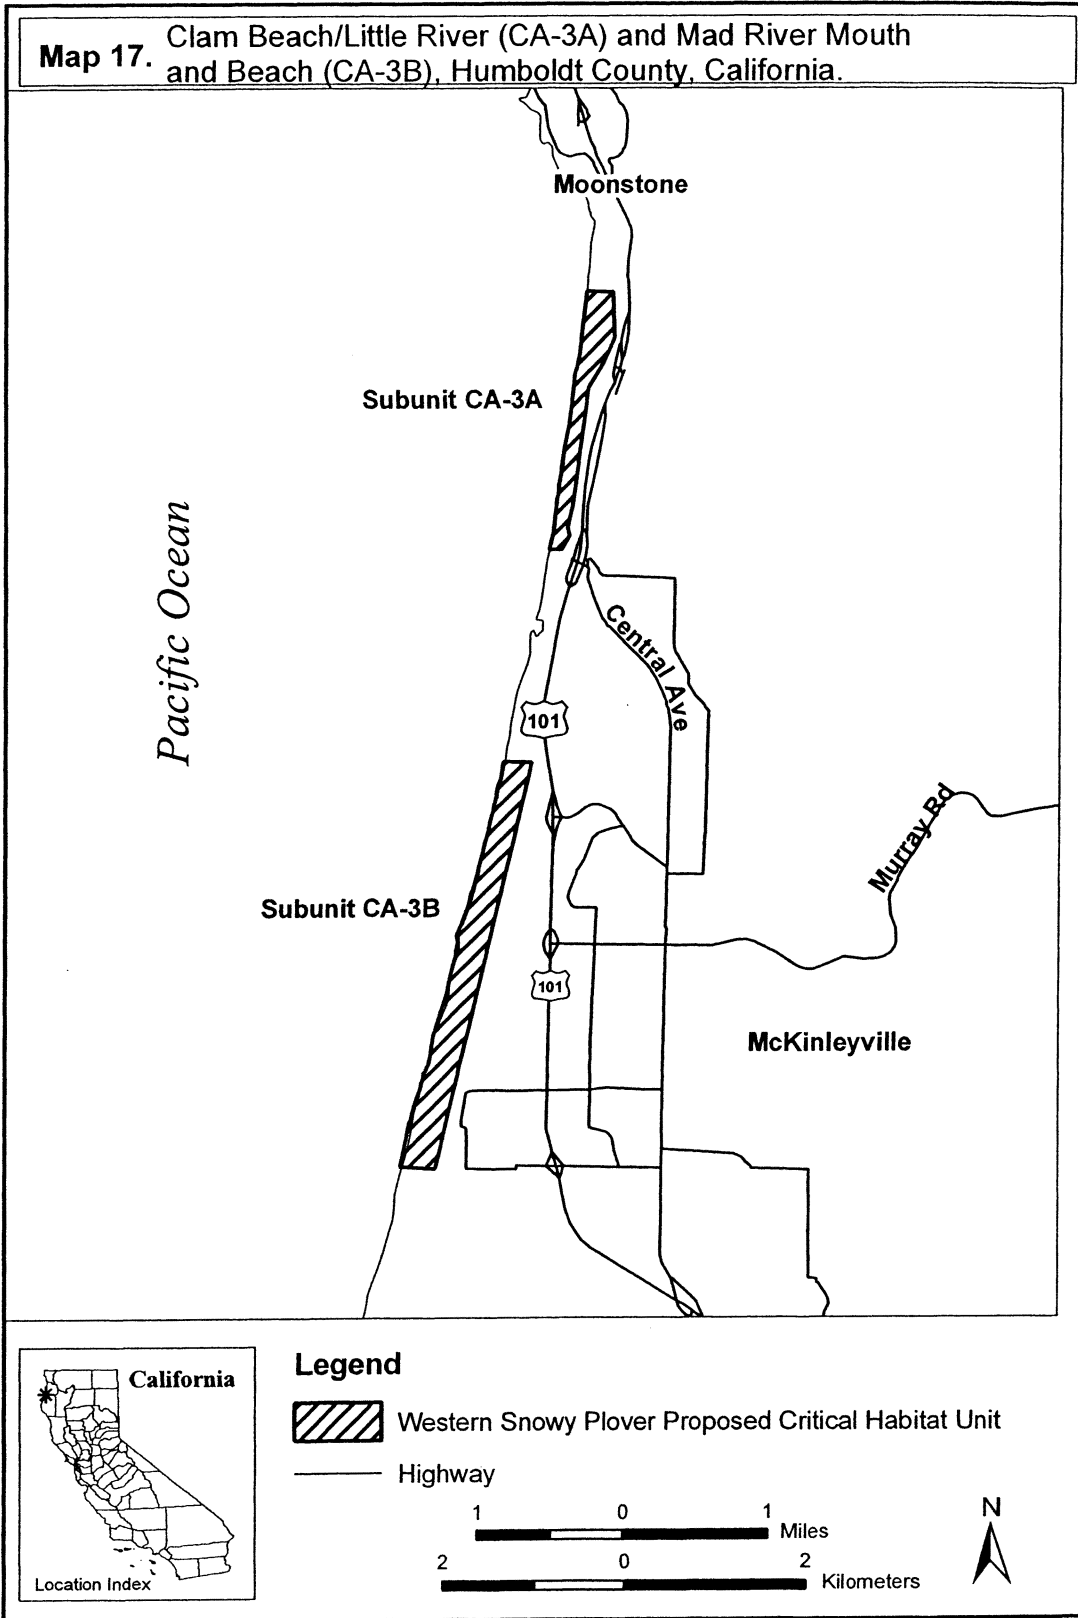 Map 17. Clam Beach/Little River (CA-3A) and Mad River Mouth
and Beach (CA-3B), Humboldt County, California.
Moonstone
Subunit CA-3A
Pacific Ocean
Central Ave
101
Murray Rd
Subunit CA-3B
101
McKinleyville
California
Location Index
Legend
Western Snowy Plover Proposed Critical Habitat Unit
Highway
1 0 1 Miles
2 0 2 Kilometers
N